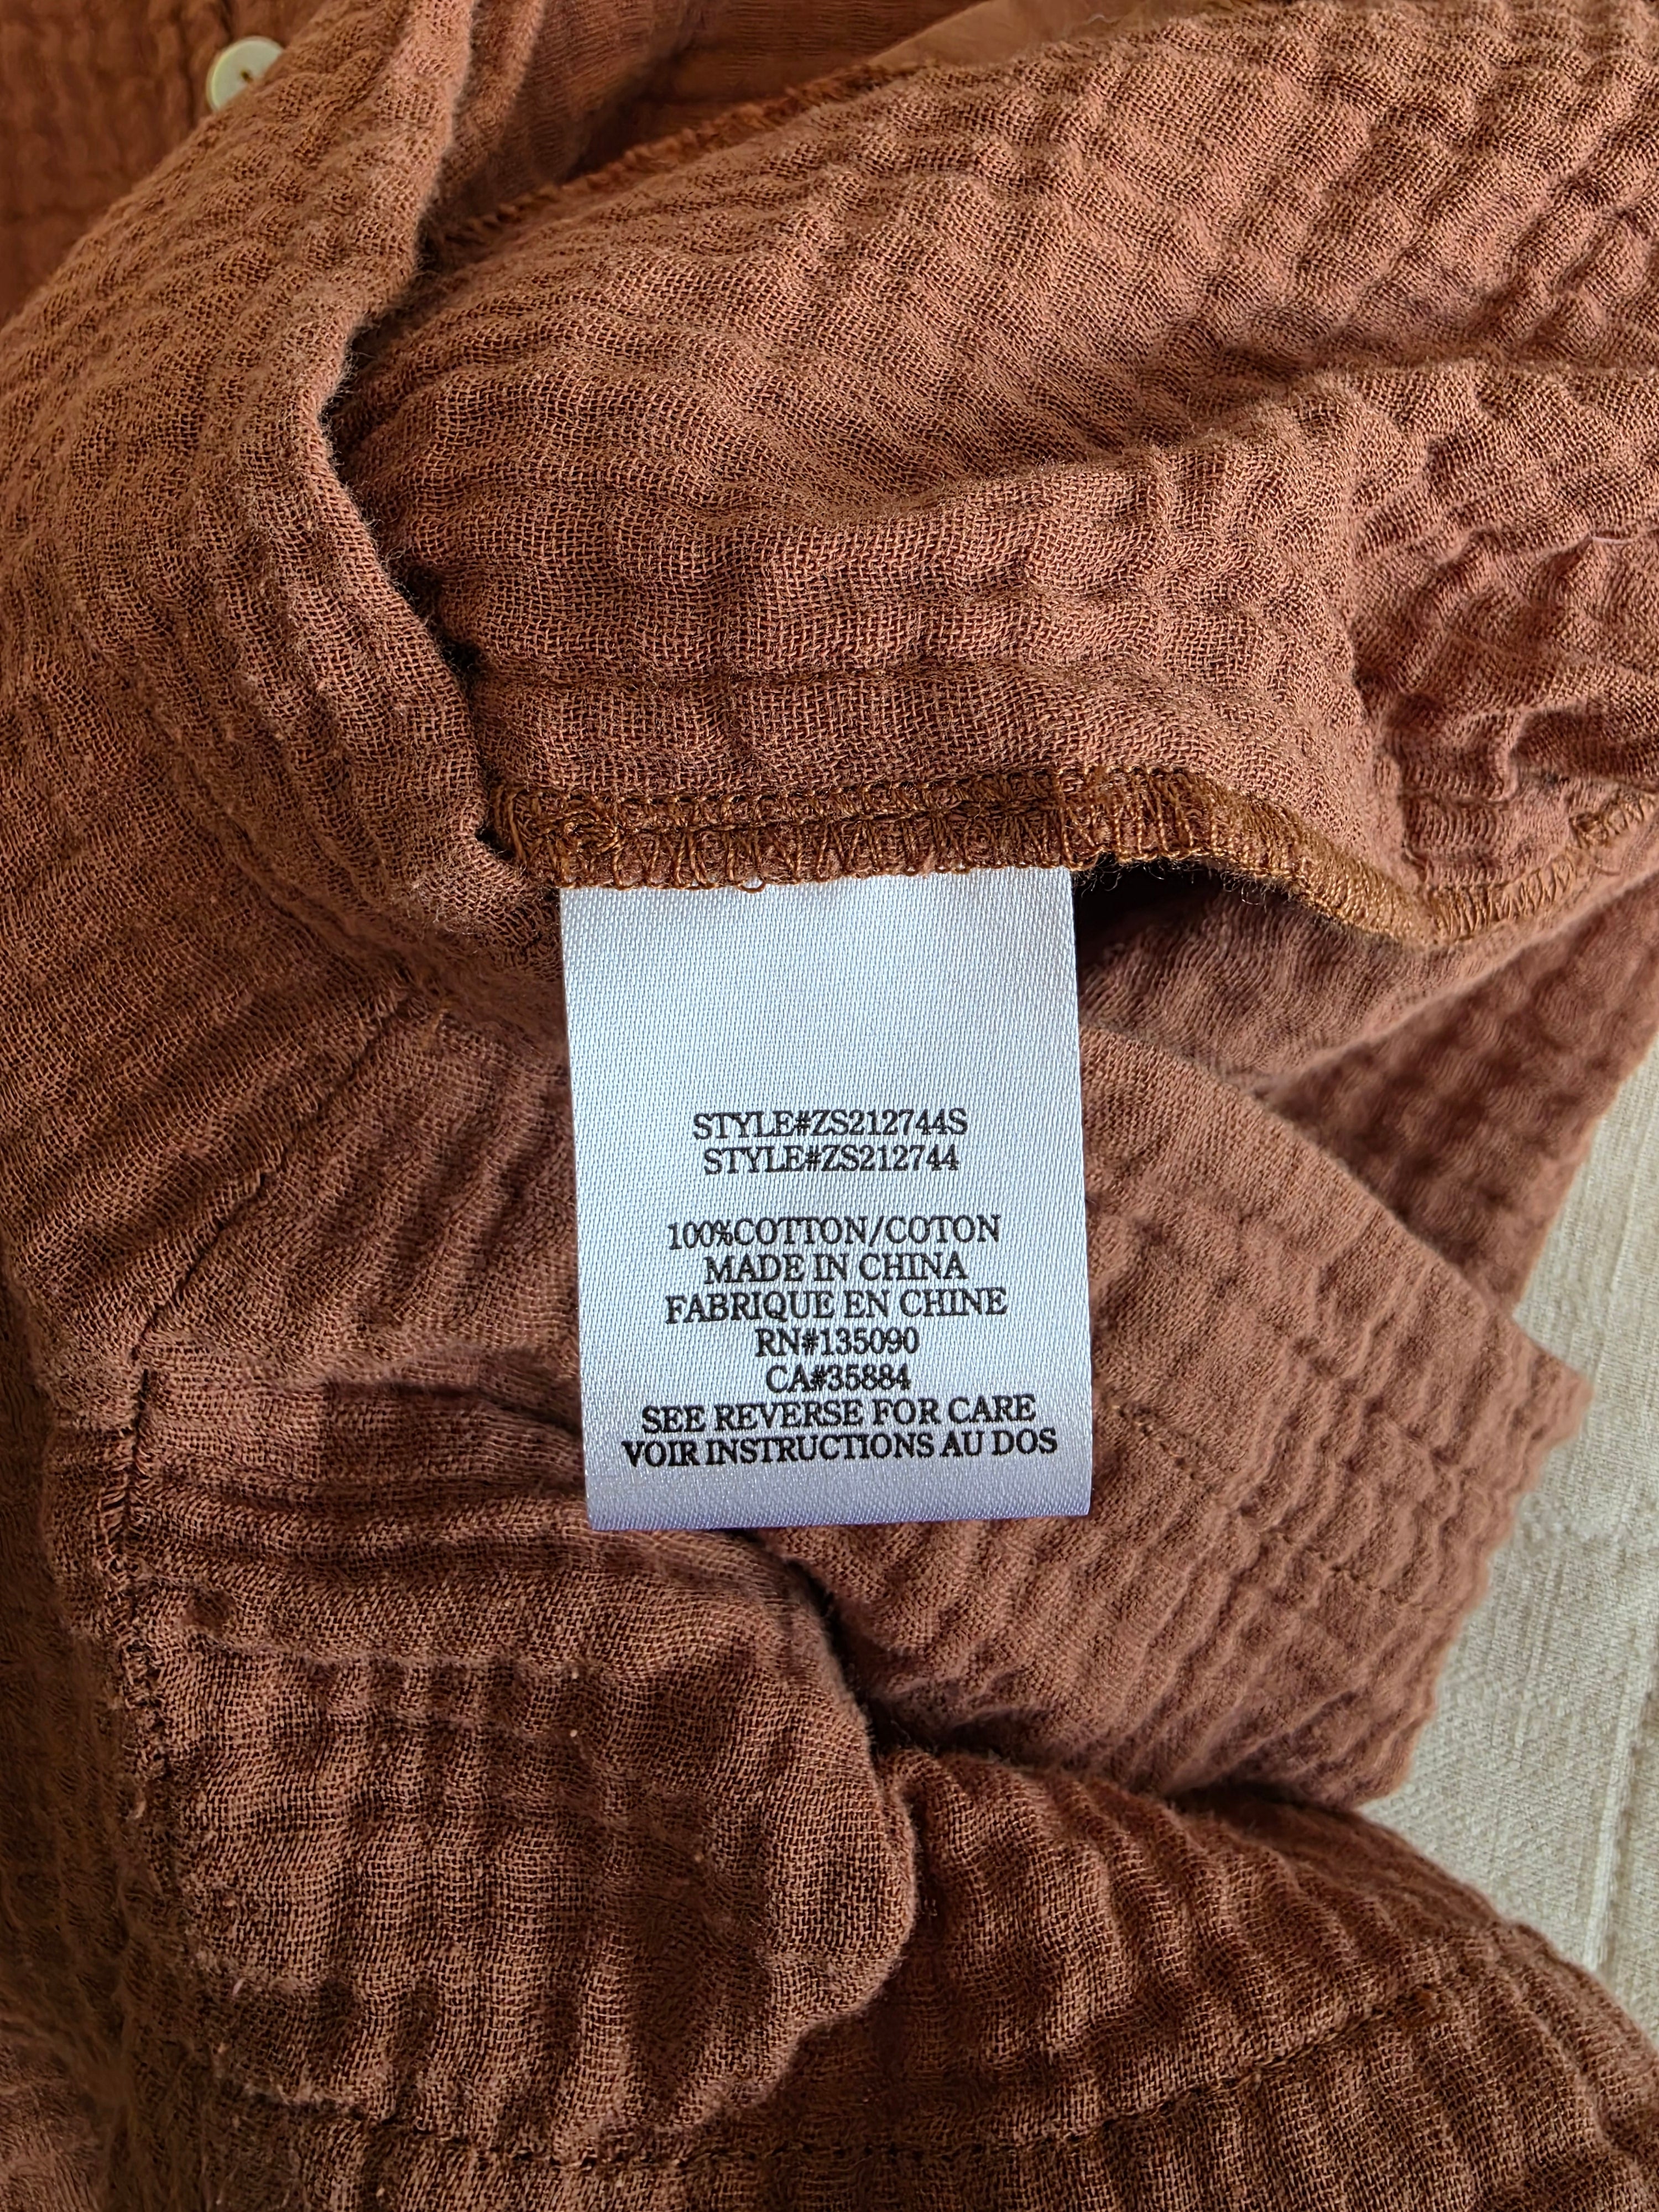 STYLE#ZS212744S
STYLE#ZS212744
100%COTTON/COTON
MADE IN CHINA
FABRIQUE EN CHINE
RN#135090
CA#35884
SEE REVERSE FOR CARE
VOIR INSTRUCTIONS AU DOS